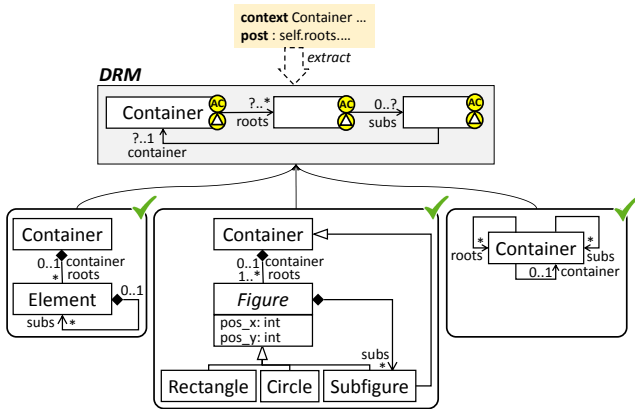 context Container ...
post : self.roots....
extract
DRM
Container
AC
?..*
roots
AC
0..?
subs
AC
?..1
container
Container
0..1
container
roots
*
Element
0..1
subs
*
Container
0..1
container
roots
1..*
Figure
pos_x: int
pos_y: int
subs
*
Rectangle
Circle
Subfigure
*
roots
Container
*
subs
0..1
container